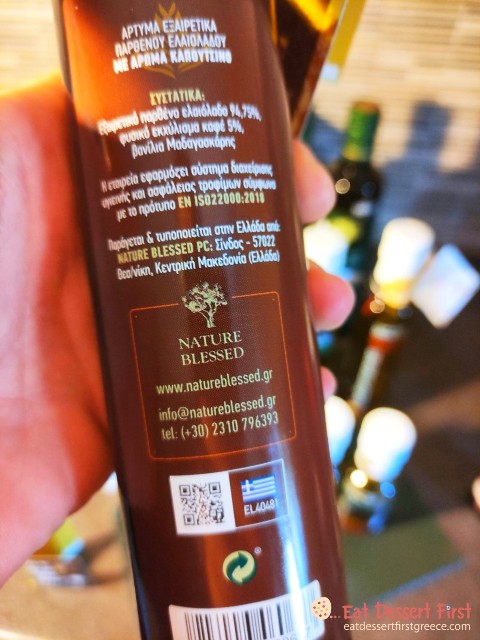 ΑΡΤΥΜΑ ΕΞΑΙΡΕΤΙΚΑ
ΠΑΡΘΕΝΟΥ ΕΛΑΙΟΛΑΔΟΥ
ΜΕ ΑΡΩΜΑ ΚΑΠΟΥΤΣΙΝΟ
ΣΥΣΤΑΤΙΚΑ:
Εξαιρετικό παρθένο ελαιόλαδο 94,75%,
φυσικό εκχύλισμα καφέ 5%,
βανίλια Μαδαγασκάρης
Η εταιρεία εφαρμόζει σύστημα διαχείρισης
υγιεινής και ασφάλειας τροφίμων σύμφωνα
με το πρότυπο EN ISO22000:2018
Παράγεται & τυποποιείται στην Ελλάδα από:
NATURE BLESSED PC: Σίνδος - 57022
Θεσ/νίκη, Κεντρική Μακεδονία (Ελλάδα)
NATURE
BLESSED
www.natureblessed.gr
info@natureblessed.gr
tel: (+30) 2310 796393
EL40481
...Eat Dessert First
eatdessertfirstgreece.com